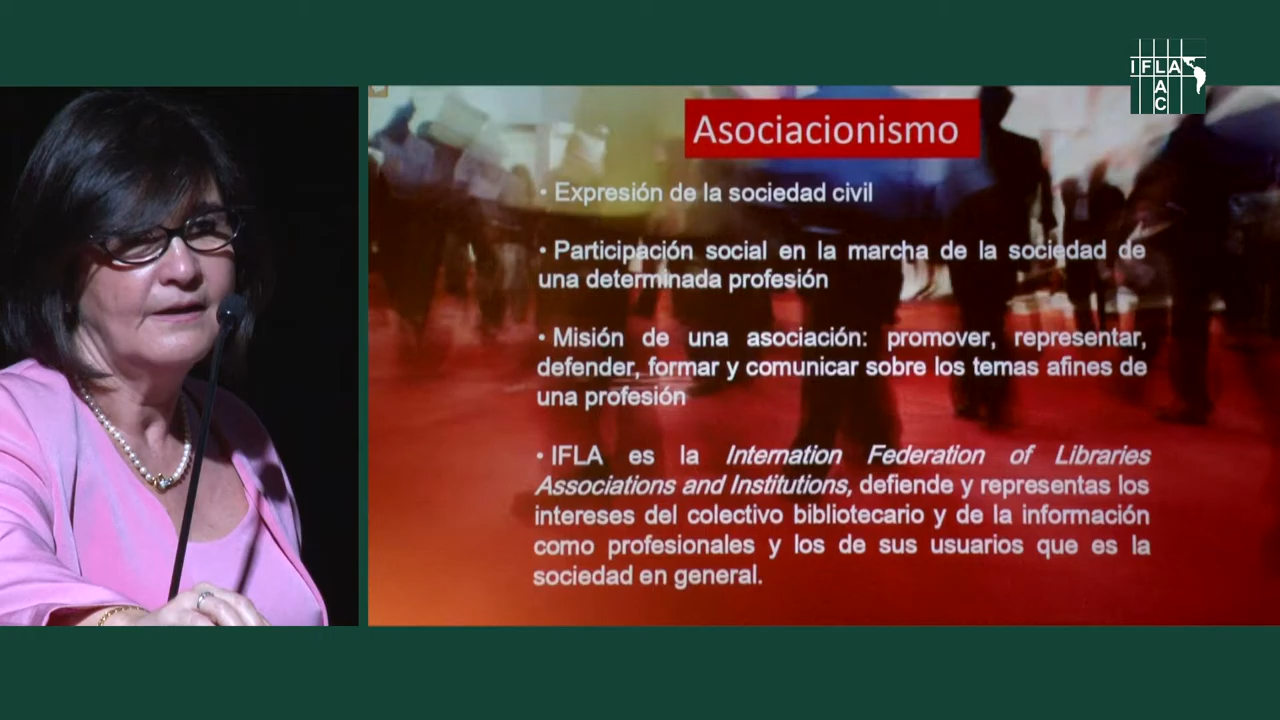 IFLA
LAC
Asociacionismo
• Expresión de la sociedad civil
• Participación social en la marcha de la sociedad de
una determinada profesión
• Misión de una asociación: promover, representar,
defender, formar y comunicar sobre los temas afines de
una profesión
• IFLA es la Internation Federation of Libraries
Associations and Institutions, defiende y representas los
intereses del colectivo bibliotecario y de la información
como profesionales y los de sus usuarios que es la
sociedad en general.